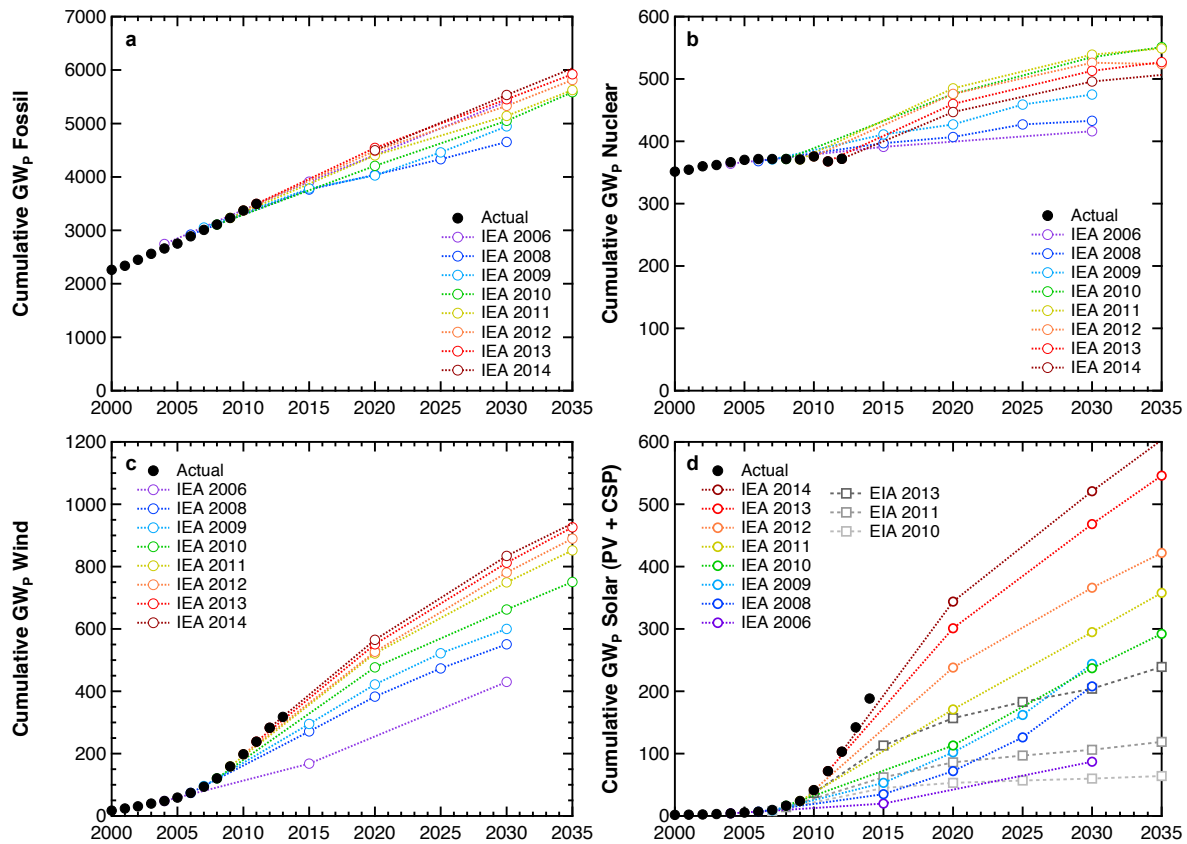 a
7000
6000
5000
4000
3000
2000
1000
0
Cumulative GWP Fossil
2000 2005 2010 2015 2020 2025 2030 2035
Actual
IEA 2006
IEA 2008
IEA 2009
IEA 2010
IEA 2011
IEA 2012
IEA 2013
IEA 2014
b
600
500
400
300
200
100
0
Cumulative GWP Nuclear
2000 2005 2010 2015 2020 2025 2030 2035
Actual
IEA 2006
IEA 2008
IEA 2009
IEA 2010
IEA 2011
IEA 2012
IEA 2013
IEA 2014
c
1200
1000
800
600
400
200
0
Cumulative GWP Wind
2000 2005 2010 2015 2020 2025 2030 2035
Actual
IEA 2006
IEA 2008
IEA 2009
IEA 2010
IEA 2011
IEA 2012
IEA 2013
IEA 2014
d
600
500
400
300
200
100
0
Cumulative GWP Solar (PV + CSP)
2000 2005 2010 2015 2020 2025 2030 2035
Actual
IEA 2014
IEA 2013
IEA 2012
IEA 2011
IEA 2010
IEA 2009
IEA 2008
IEA 2006
EIA 2013
EIA 2011
EIA 2010